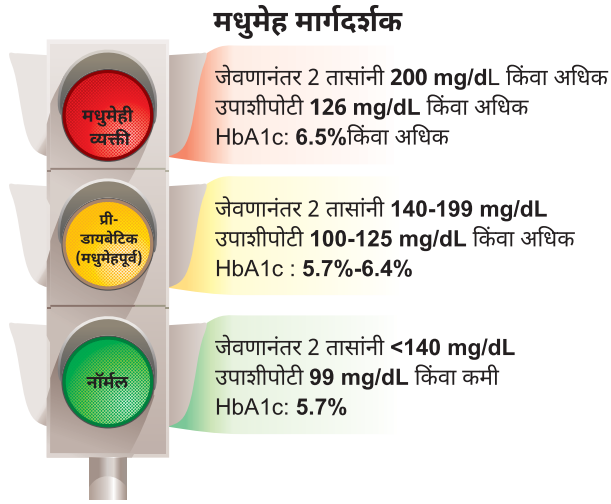 मधुमेह मार्गदर्शक
मधुमेही
व्यक्ती
जेवणानंतर 2 तासांनी 200 mg/dL किंवा अधिक
उपाशीपोटी 126 mg/dL किंवा अधिक
HbA1c: 6.5%किंवा अधिक
प्री-
डायबेटिक
(मधुमेहपूर्व)
जेवणानंतर 2 तासांनी 140-199 mg/dL
उपाशीपोटी 100-125 mg/dL किंवा अधिक
HbA1c : 5.7%-6.4%
नॉर्मल
जेवणानंतर 2 तासांनी <140 mg/dL
उपाशीपोटी 99 mg/dL किंवा कमी
HbA1c: 5.7%